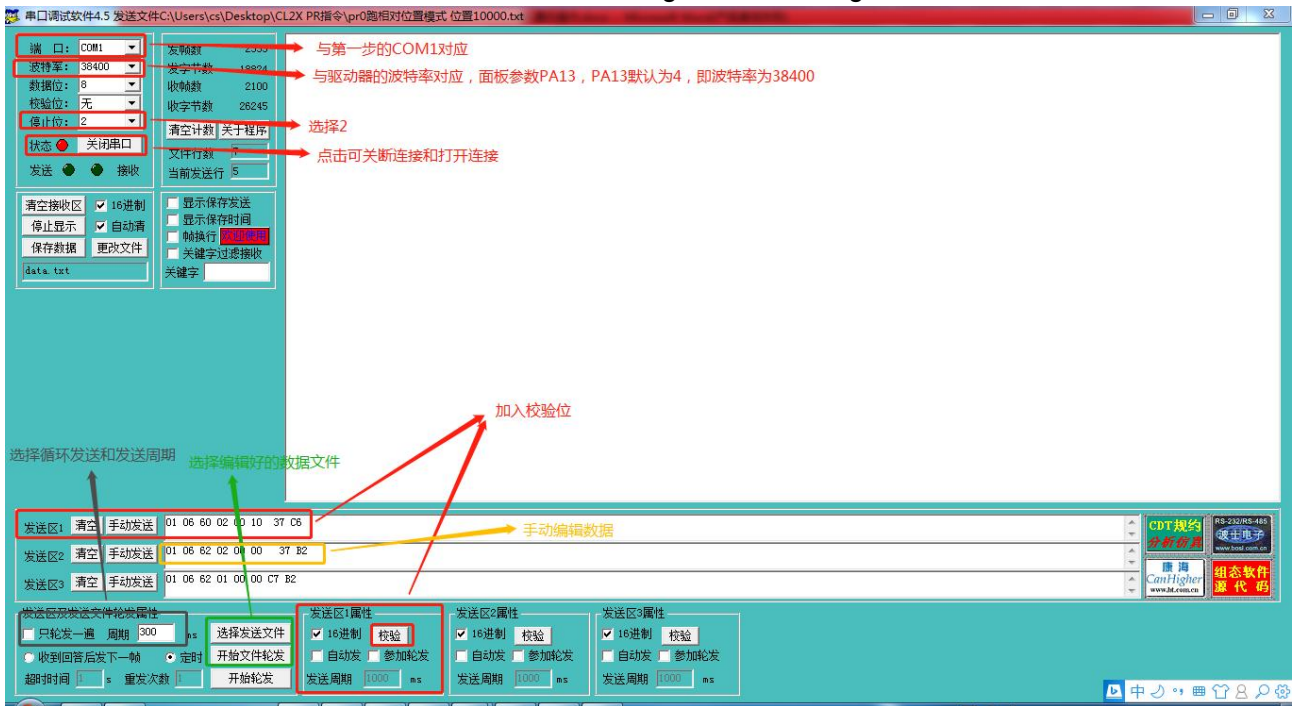 串口调试软件4.5 发送文件C:\Users\cs\Desktop\CL2X PR指令\pr0跑相对位置模式 位置10000.txt
端 口: COM1
波特率: 38400
数据位: 8
校验位: 无
停止位: 2
状态 关闭串口
发送 接收
发帧数 2353
发字节数 18824
收帧数 2100
收字节数 26245
清空计数 关于程序
文件行数 7
当前发送行 5
与第一步的COM1对应
与驱动器的波特率对应,面板参数PA13,PA13默认为4,即波特率为38400
选择2
点击可关断连接和打开连接
清空接收区 16进制
停止显示 自动清
保存数据 更改文件
data.txt
显示保存发送
显示保存时间
帧换行 欢迎使用
关键字过滤接收
关键字
加入校验位
选择循环发送和发送周期
选择编辑好的数据文件
发送区1 清空 手动发送 01 06 60 02 00 10 37 C6
手动编辑数据
发送区2 清空 手动发送 01 06 62 02 00 00 37 B2
发送区3 清空 手动发送 01 06 62 01 00 00 C7 B2
CDT规约
分析仿真
RS-232/RS-485
波士电子
www.bosi.com.cn
康海
CanHigher
www.ht.com.cn
组态软件
源代码
发送区及发送文件轮发属性
只轮发一遍 周期 300 ms 选择发送文件
收到回答后发下一帧 定时 开始文件轮发
超时时间 1 s 重发次数 1 开始轮发
发送区1属性
16进制 校验
自动发 参加轮发
发送周期 1000 ms
发送区2属性
16进制 校验
自动发 参加轮发
发送周期 1000 ms
发送区3属性
16进制 校验
自动发 参加轮发
发送周期 1000 ms
中